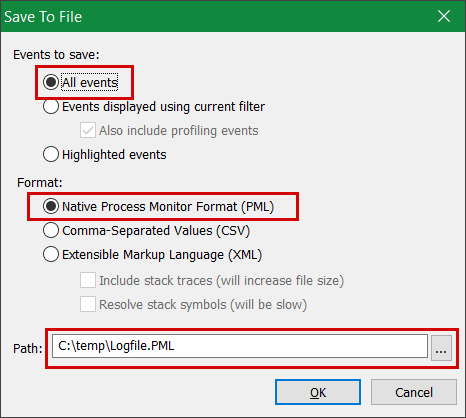 Save To File
Events to save:
All events
Events displayed using current filter
Also include profiling events
Highlighted events
Format:
Native Process Monitor Format (PML)
Comma-Separated Values (CSV)
Extensible Markup Language (XML)
Include stack traces (will increase file size)
Resolve stack symbols (will be slow)
Path: C:\temp\Logfile.PML ...
OK Cancel